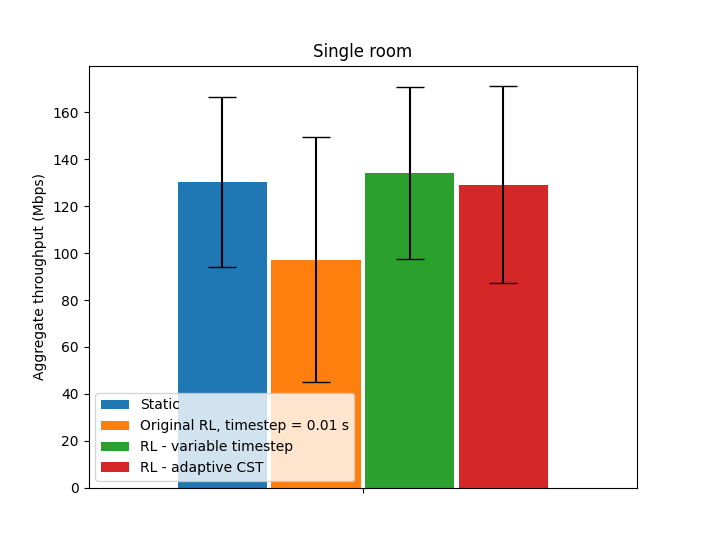 Single room
Aggregate throughput (Mbps)
160
140
120
100
80
60
40
20
0
Static
Original RL, timestep = 0.01 s
RL - variable timestep
RL - adaptive CST